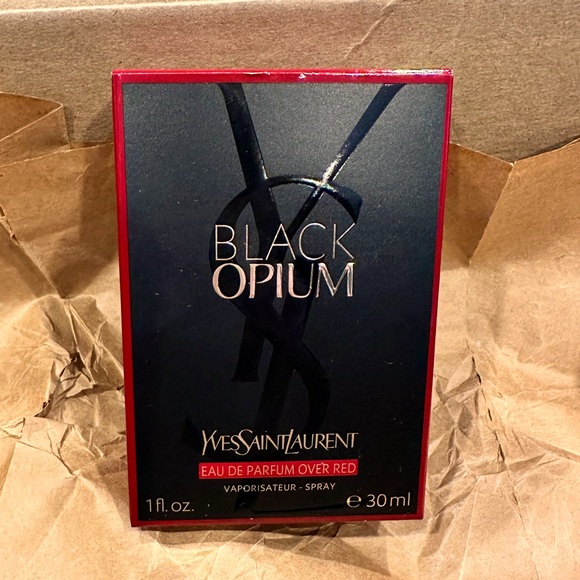 BLACK
OPIUM
YVESSAINTLAURENT
EAU DE PARFUM OVER RED
VAPORISATEUR - SPRAY
1 fl. oz. ℮ 30 ml